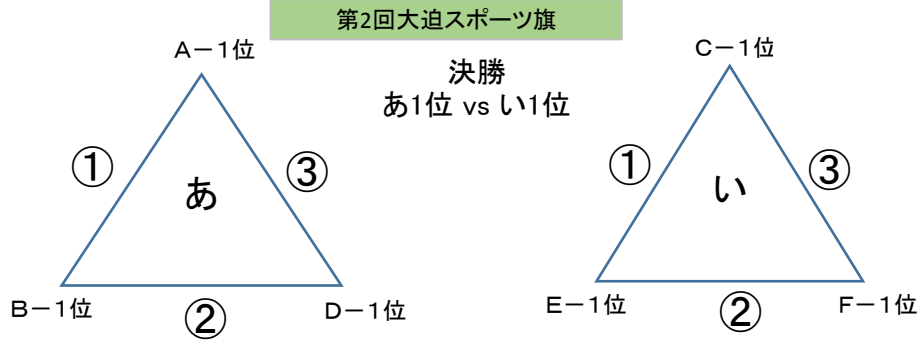 第2回大迫スポーツ旗
A－1位
C－1位
決勝
あ1位 vs い1位
①
③
①
③
あ
い
B－1位
②
D－1位
E－1位
②
F－1位